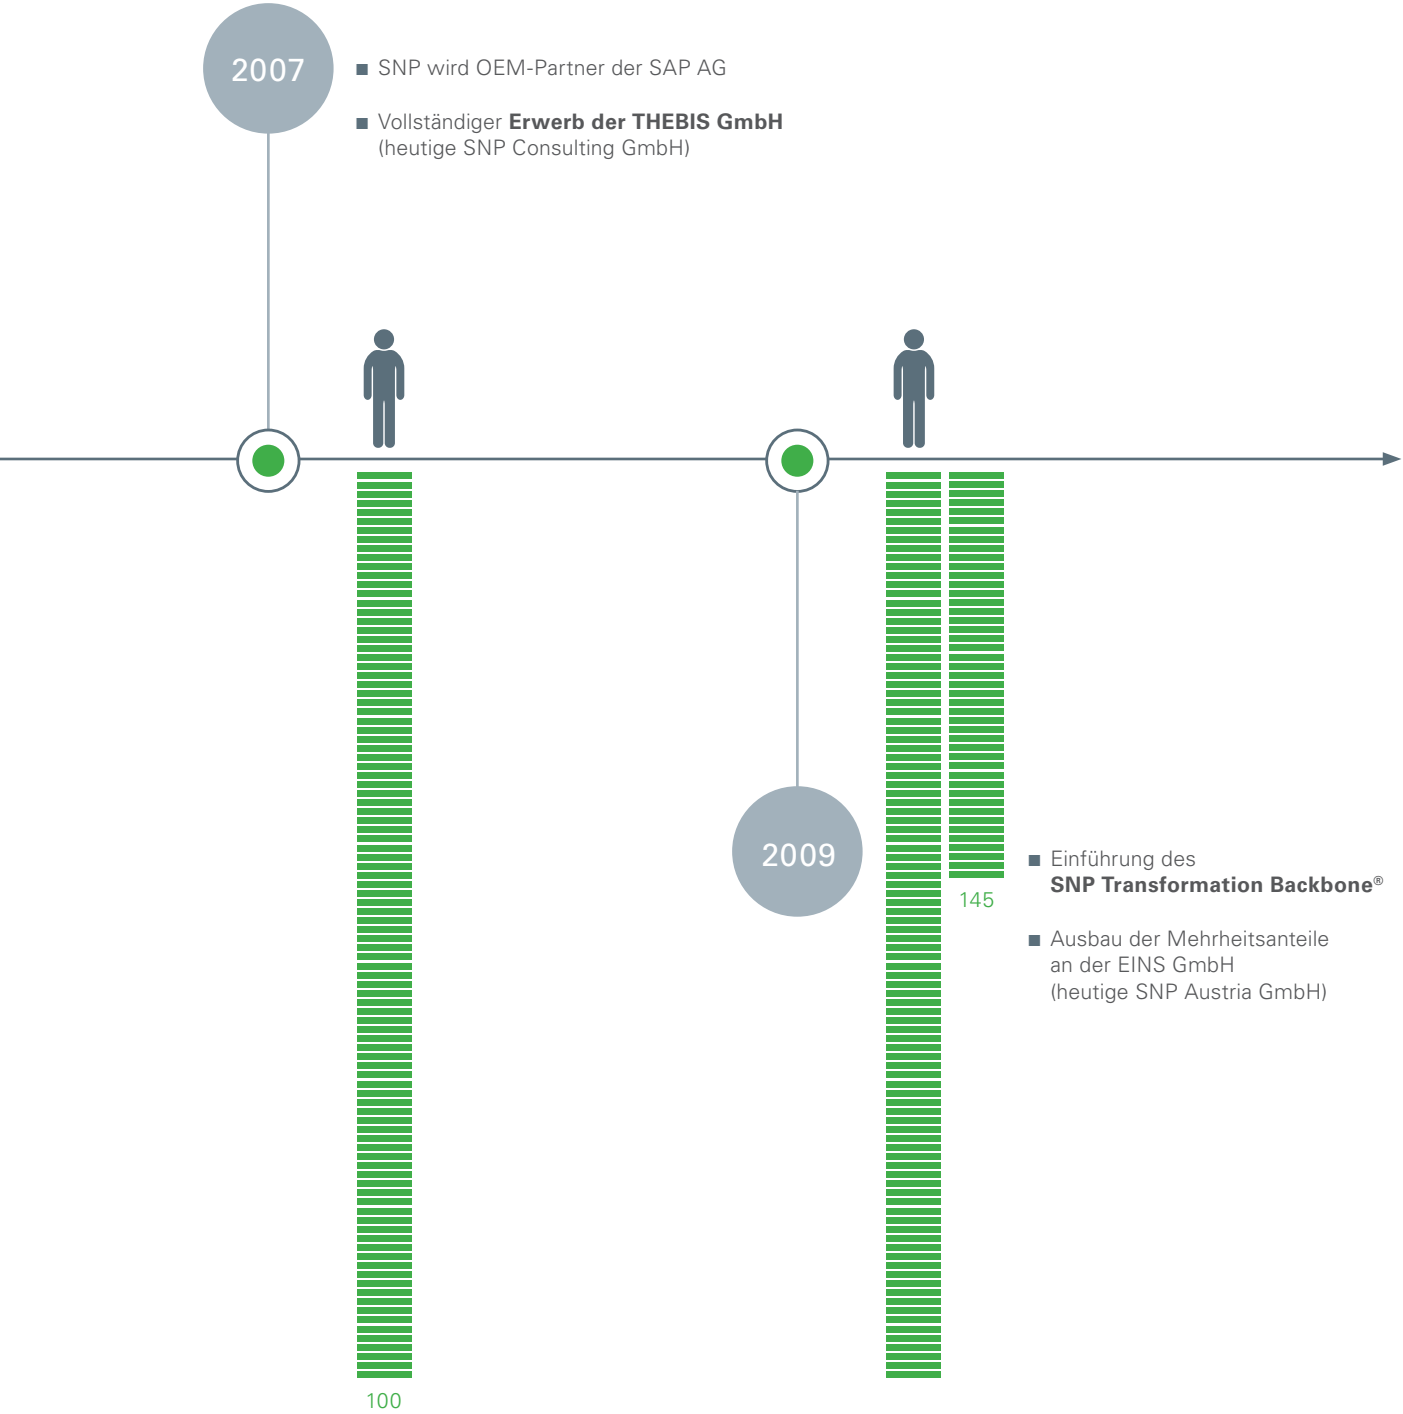 2007
■ SNP wird OEM-Partner der SAP AG
■ Vollständiger Erwerb der THEBIS GmbH
(heutige SNP Consulting GmbH)
2009
■ Einführung des
SNP Transformation Backbone®
145
■ Ausbau der Mehrheitsanteile
an der EINS GmbH
(heutige SNP Austria GmbH)
100